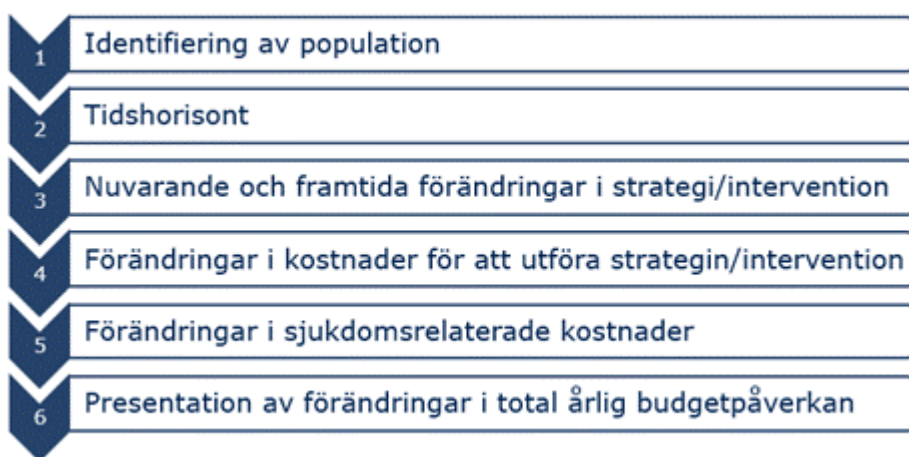 1 Identifiering av population
2 Tidshorisont
3 Nuvarande och framtida förändringar i strategi/intervention
4 Förändringar i kostnader för att utföra strategin/intervention
5 Förändringar i sjukdomsrelaterade kostnader
6 Presentation av förändringar i total årlig budgetpåverkan